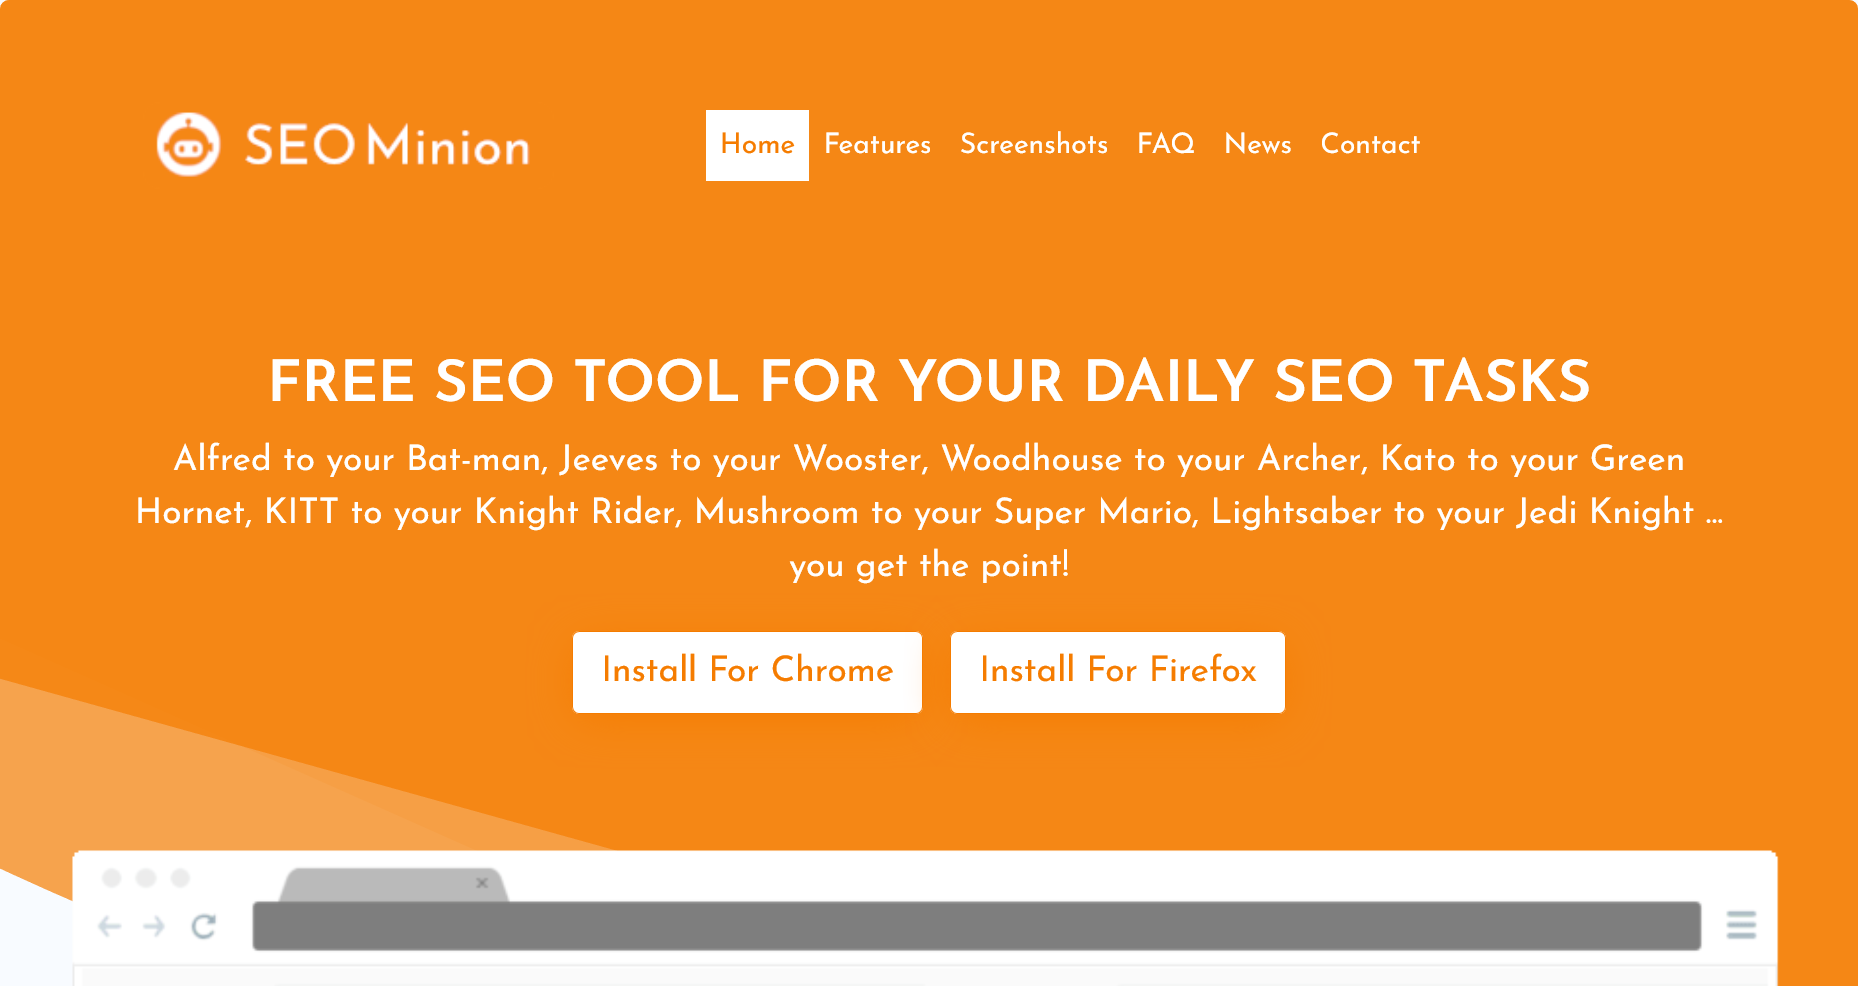 SEO Minion
Home Features Screenshots FAQ News Contact
FREE SEO TOOL FOR YOUR DAILY SEO TASKS
Alfred to your Bat-man, Jeeves to your Wooster, Woodhouse to your Archer, Kato to your Green
Hornet, KITT to your Knight Rider, Mushroom to your Super Mario, Lightsaber to your Jedi Knight ...
you get the point!
Install For Chrome
Install For Firefox